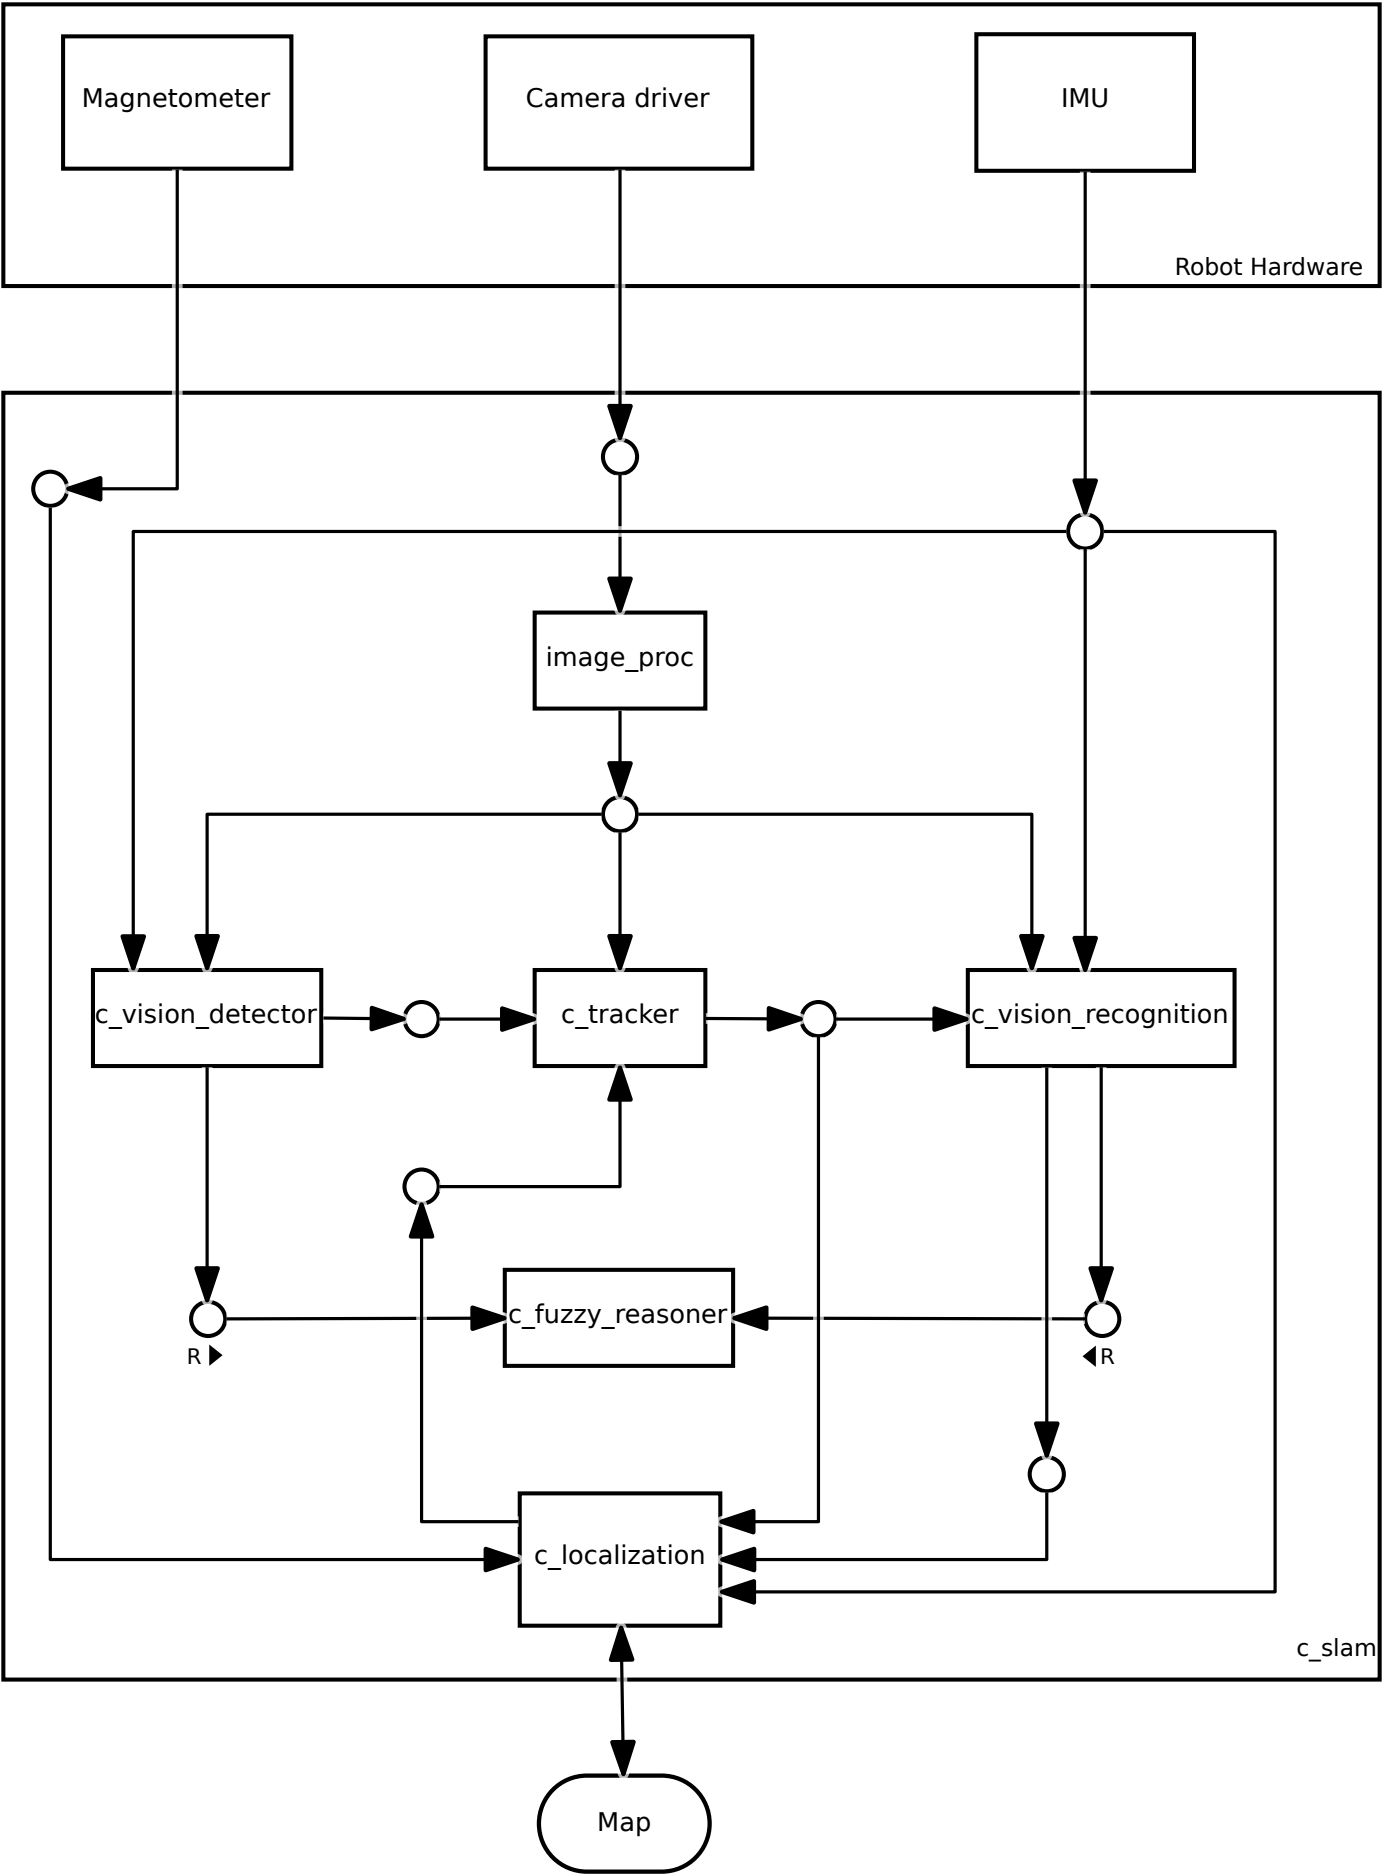 Magnetometer
Camera driver
IMU
Robot Hardware
image_proc
c_vision_detector
c_tracker
c_vision_recognition
c_fuzzy_reasoner
R
R
c_localization
c_slam
Map